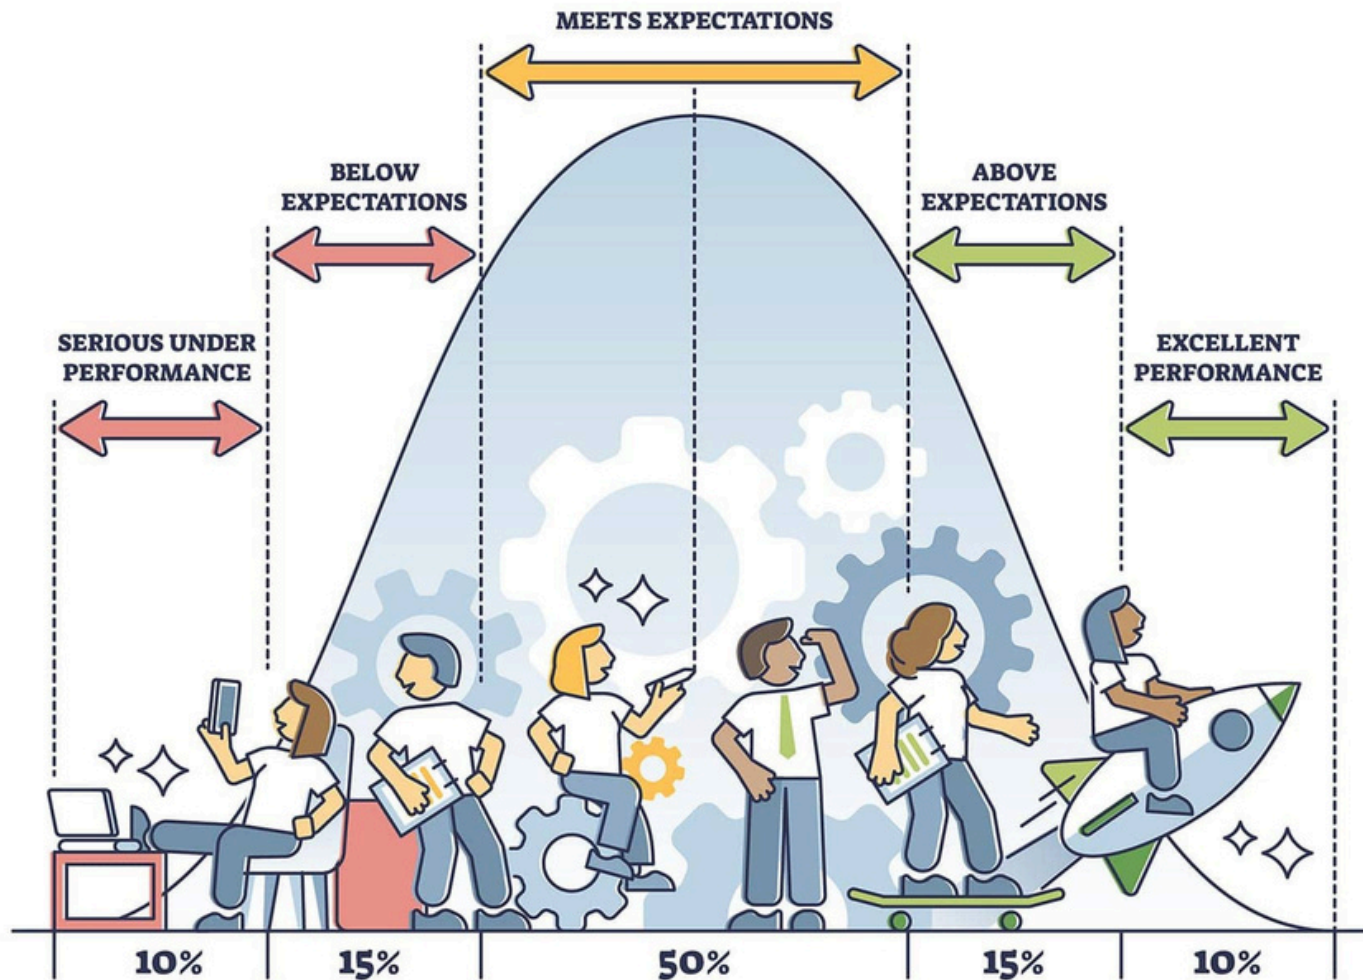 MEETS EXPECTATIONS
BELOW
EXPECTATIONS
ABOVE
EXPECTATIONS
SERIOUS UNDER
PERFORMANCE
EXCELLENT
PERFORMANCE
10% 15% 50% 15% 10%